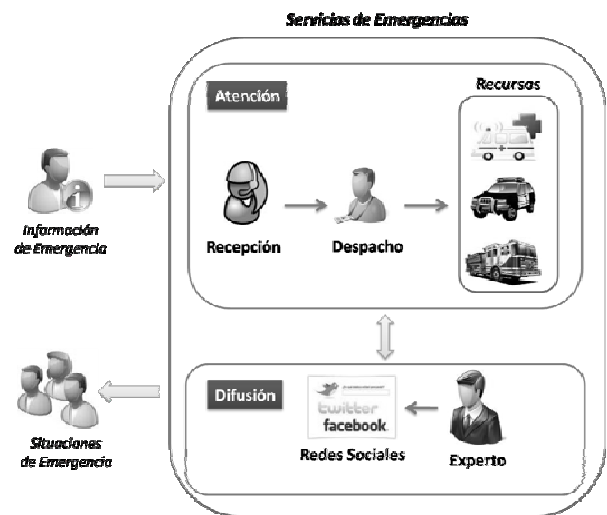 Servicios de Emergencias
Atención
Recursos
Recepción
Despacho
Información
de Emergencia
Difusión
twitter
facebook
Redes Sociales
Experto
Situaciones
de Emergencia